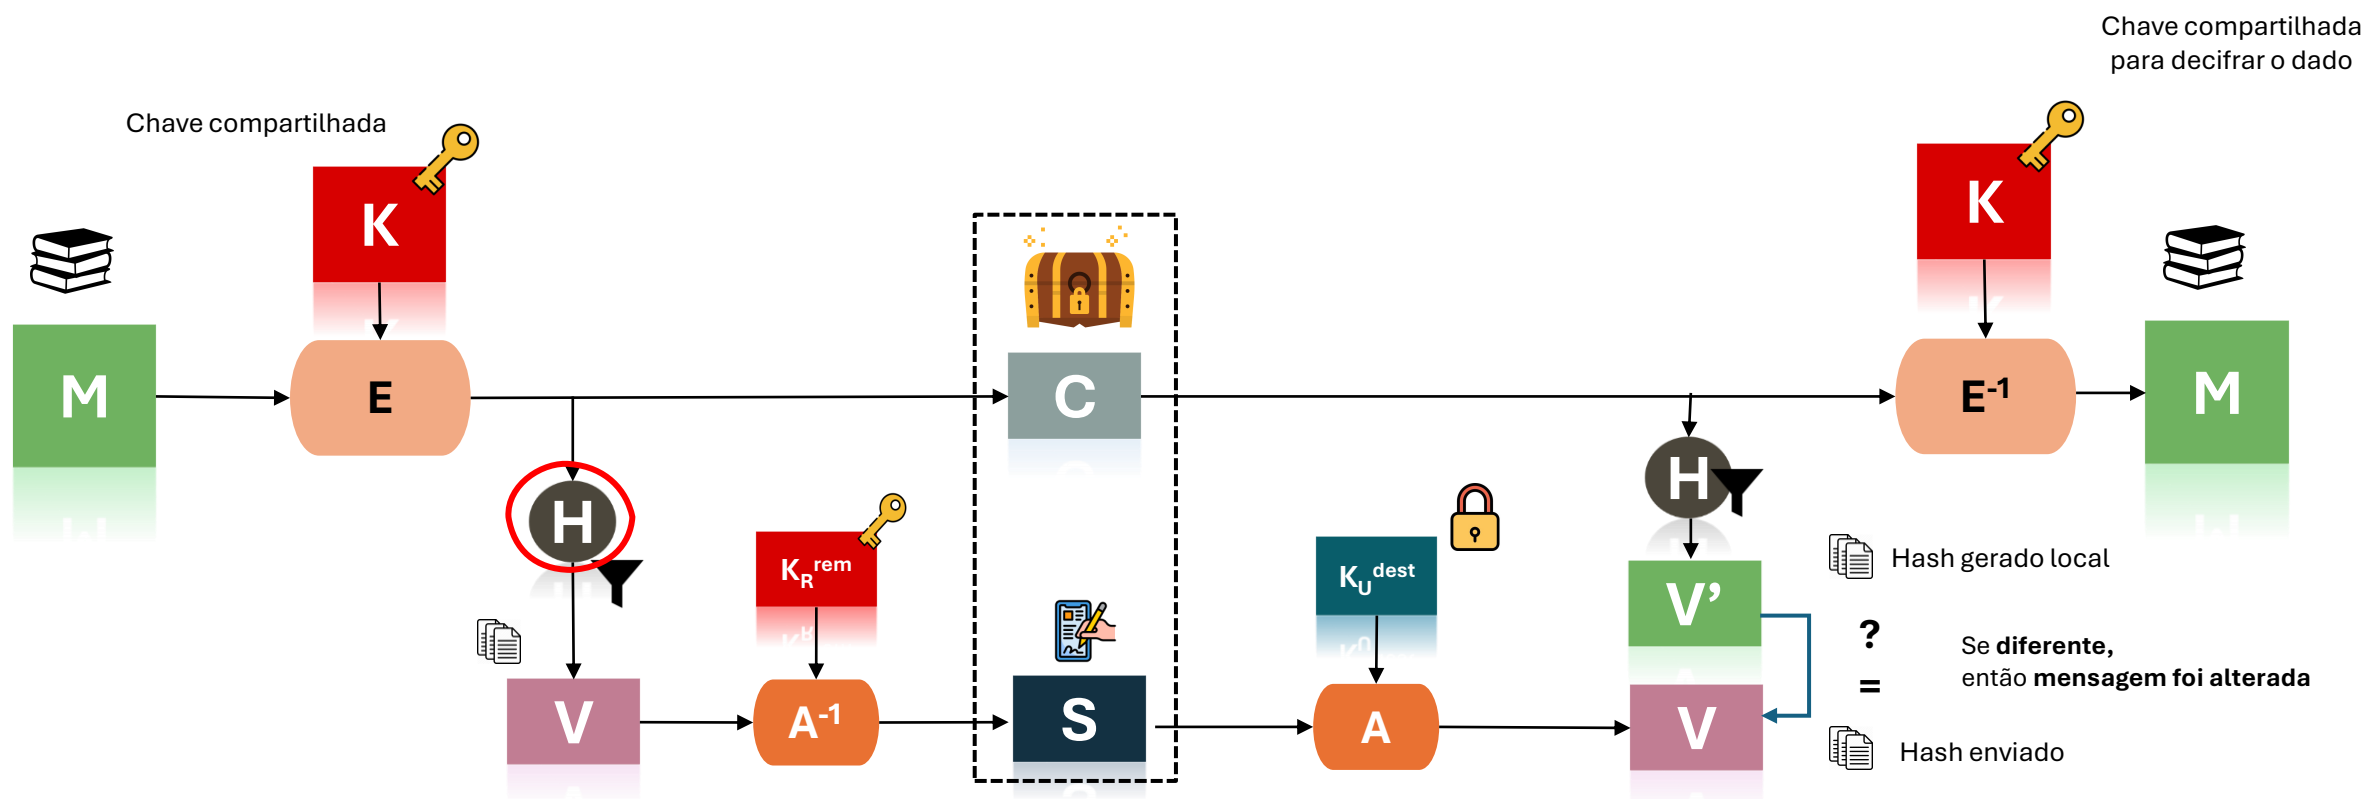 Chave compartilhada
para decifrar o dado
Chave compartilhada
K
K
M
E
C
E-1
M
H
H
KRrem
KUdest
Hash gerado local
V’
?
=
Se diferente,
então mensagem foi alterada
V
A-1
S
A
V
Hash enviado